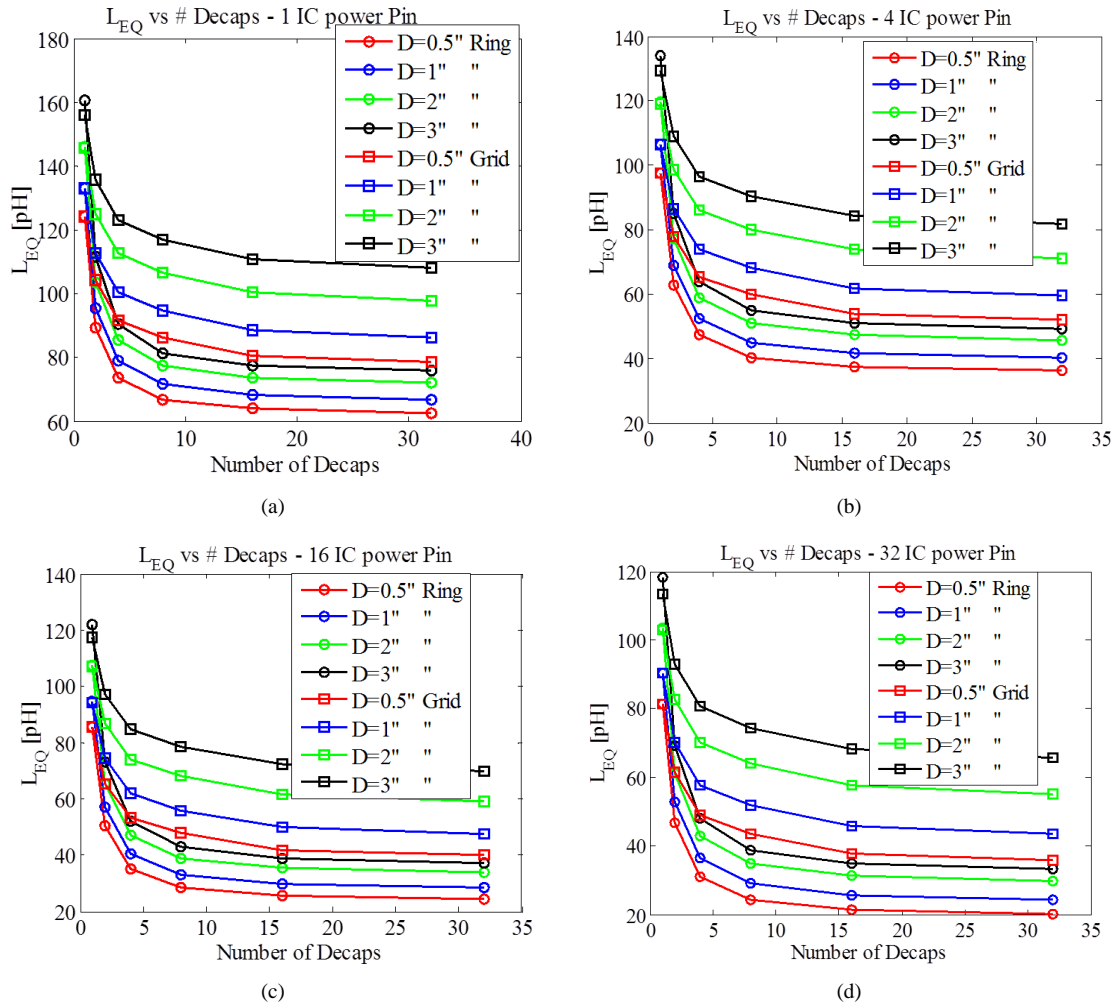 L_EQ vs # Decaps - 1 IC power Pin
180
160
140
120
100
80
60
L_EQ [pH]
0
10
20
30
40
Number of Decaps
D=0.5" Ring
D=1" "
D=2" "
D=3" "
D=0.5" Grid
D=1" "
D=2" "
D=3" "
(a)
L_EQ vs # Decaps - 4 IC power Pin
140
120
100
80
60
40
20
L_EQ [pH]
0
5
10
15
20
25
30
35
Number of Decaps
D=0.5" Ring
D=1" "
D=2" "
D=3" "
D=0.5" Grid
D=1" "
D=2" "
D=3" "
(b)
L_EQ vs # Decaps - 16 IC power Pin
140
120
100
80
60
40
20
L_EQ [pH]
0
5
10
15
20
25
30
35
Number of Decaps
D=0.5" Ring
D=1" "
D=2" "
D=3" "
D=0.5" Grid
D=1" "
D=2" "
D=3" "
(c)
L_EQ vs # Decaps - 32 IC power Pin
120
100
80
60
40
20
L_EQ [pH]
0
5
10
15
20
25
30
35
Number of Decaps
D=0.5" Ring
D=1" "
D=2" "
D=3" "
D=0.5" Grid
D=1" "
D=2" "
D=3" "
(d)